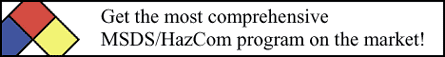 Get the most comprehensive
MSDS/HazCom program on the market!